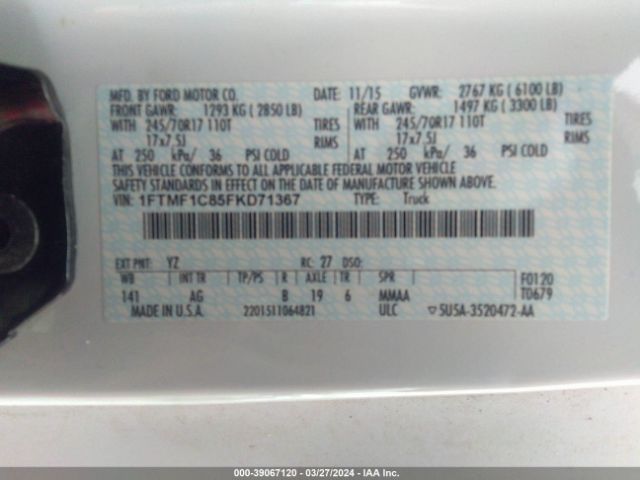 MFD. BY FORD MOTOR CO. DATE: 11/15 GVWR: 2767 KG ( 6100 LB)
FRONT GAWR: 1293 KG ( 2850 LB) REAR GAWR: 1497 KG ( 3300 LB)
WITH 245/70R17 110T TIRES WITH 245/70R17 110T TIRES
17x7.5J RIMS 17x7.5J RIMS
AT 250 kPa/ 36 PSI COLD AT 250 kPa/ 36 PSI COLD
THIS VEHICLE CONFORMS TO ALL APPLICABLE FEDERAL MOTOR VEHICLE
SAFETY STANDARDS IN EFFECT ON THE DATE OF MANUFACTURE SHOWN ABOVE.
VIN: 1FTMF1C85FKD71367 TYPE: Truck
EXT PNT: YZ RC: 27 DSO:
WB INT TR TP/PS R AXLE TR SPR F0120
141 AG B 19 6 MMAA TD679
MADE IN U.S.A. 2201511064821 ULC ▽ 5U5A-3520472-AA
000-39067120 - 03/27/2024 - IAA Inc.